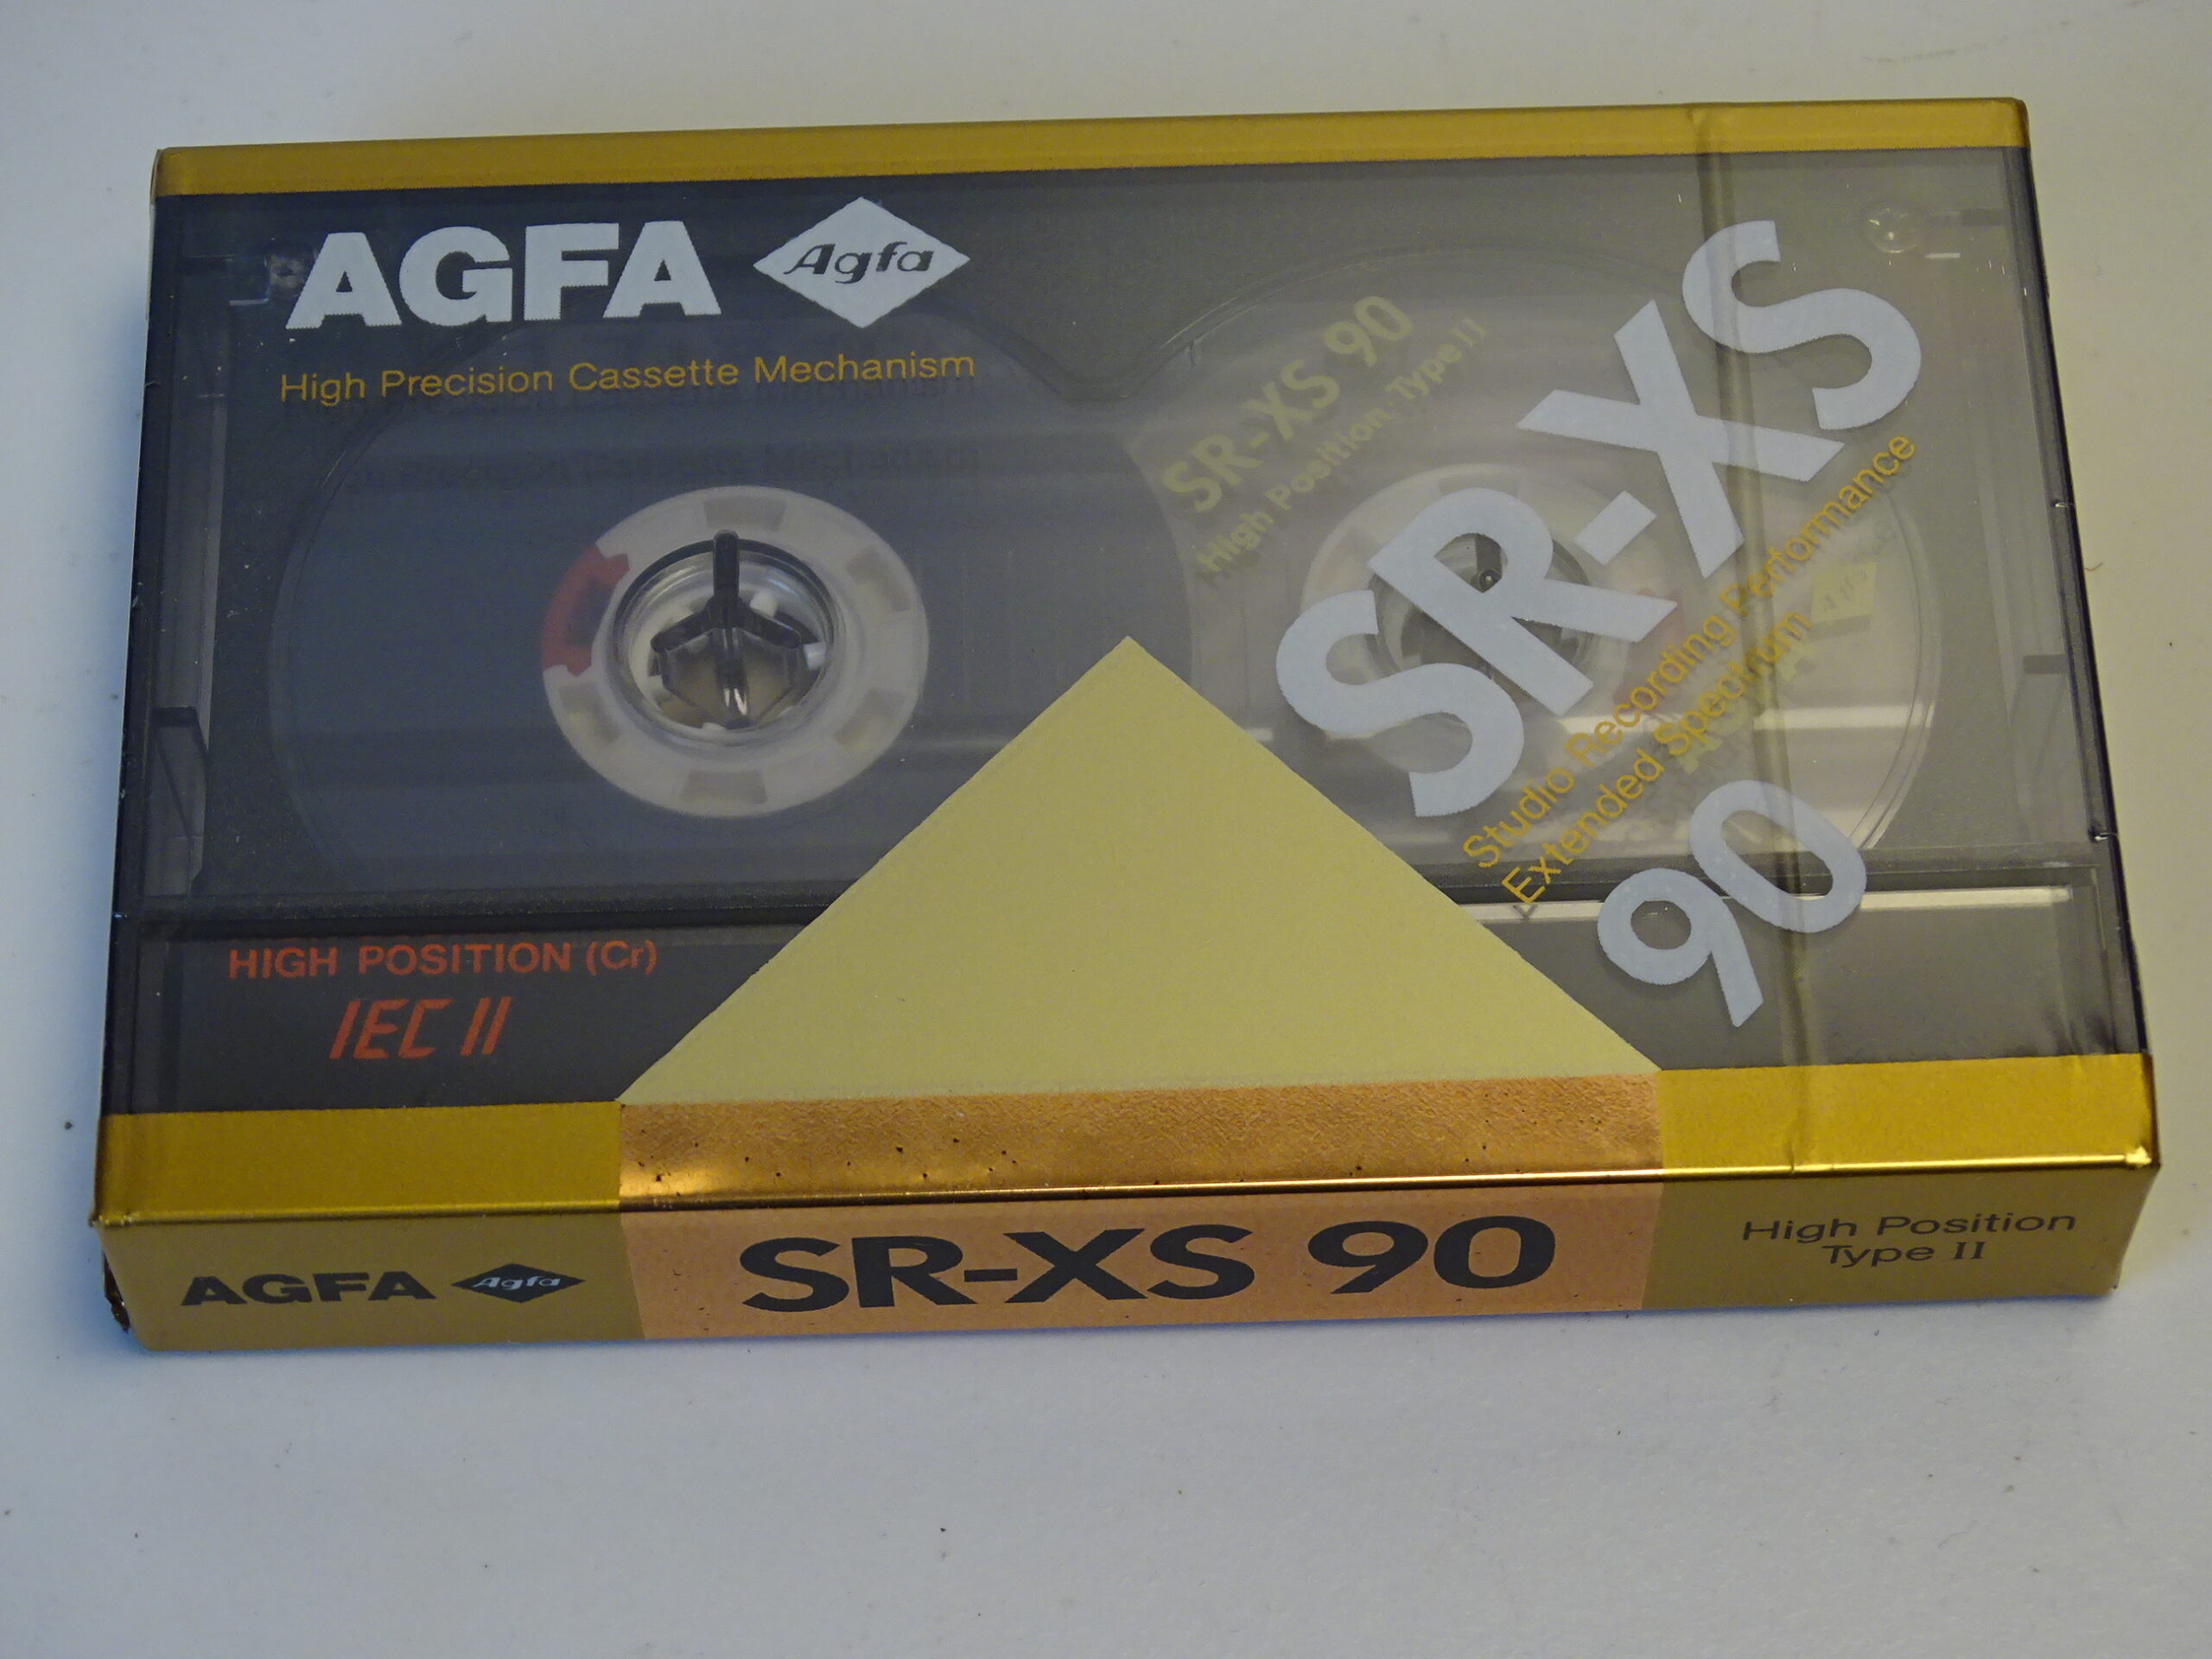 AGFA Agfa
High Precision Cassette Mechanism
SR-XS 90
High Position · Type II
SR-XS
Studio Recording Performance
Extended Spectrum
90
HIGH POSITION (Cr)
IEC II
AGFA Agfa
SR-XS 90
High Position
Type II